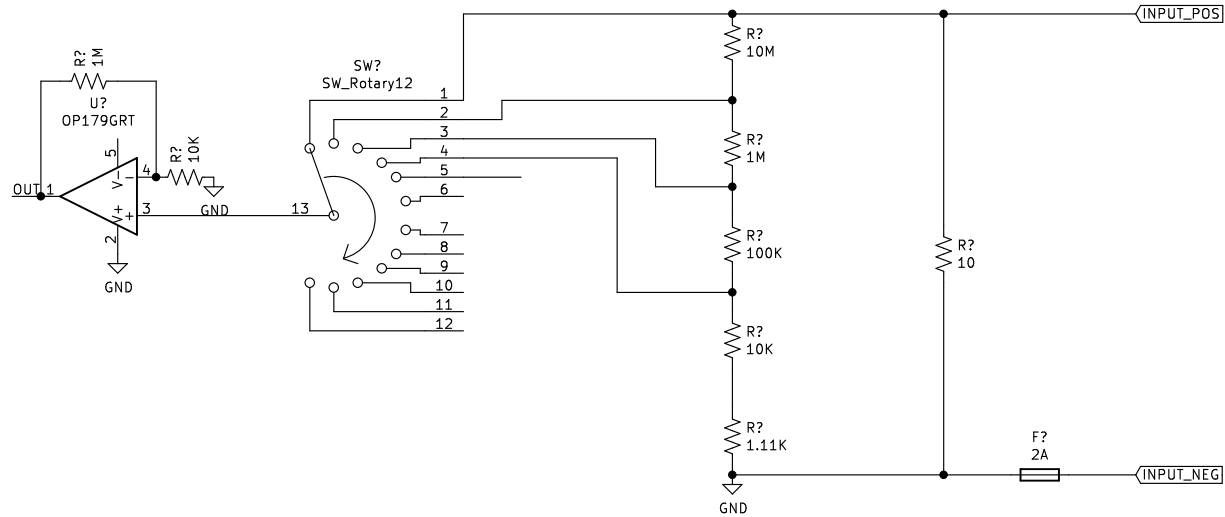 INPUT_POS
R?
10M
R?
1M
U?
OP179GRT
SW?
SW_Rotary12
1
2
3
4
5
6
7
8
9
10
11
12
13
R?
1M
R?
10K
GND
5
V-
4
-
OUT 1
3
V+
+
2
GND
R?
100K
R?
10
R?
10K
R?
1.11K
F?
2A
INPUT_NEG
GND